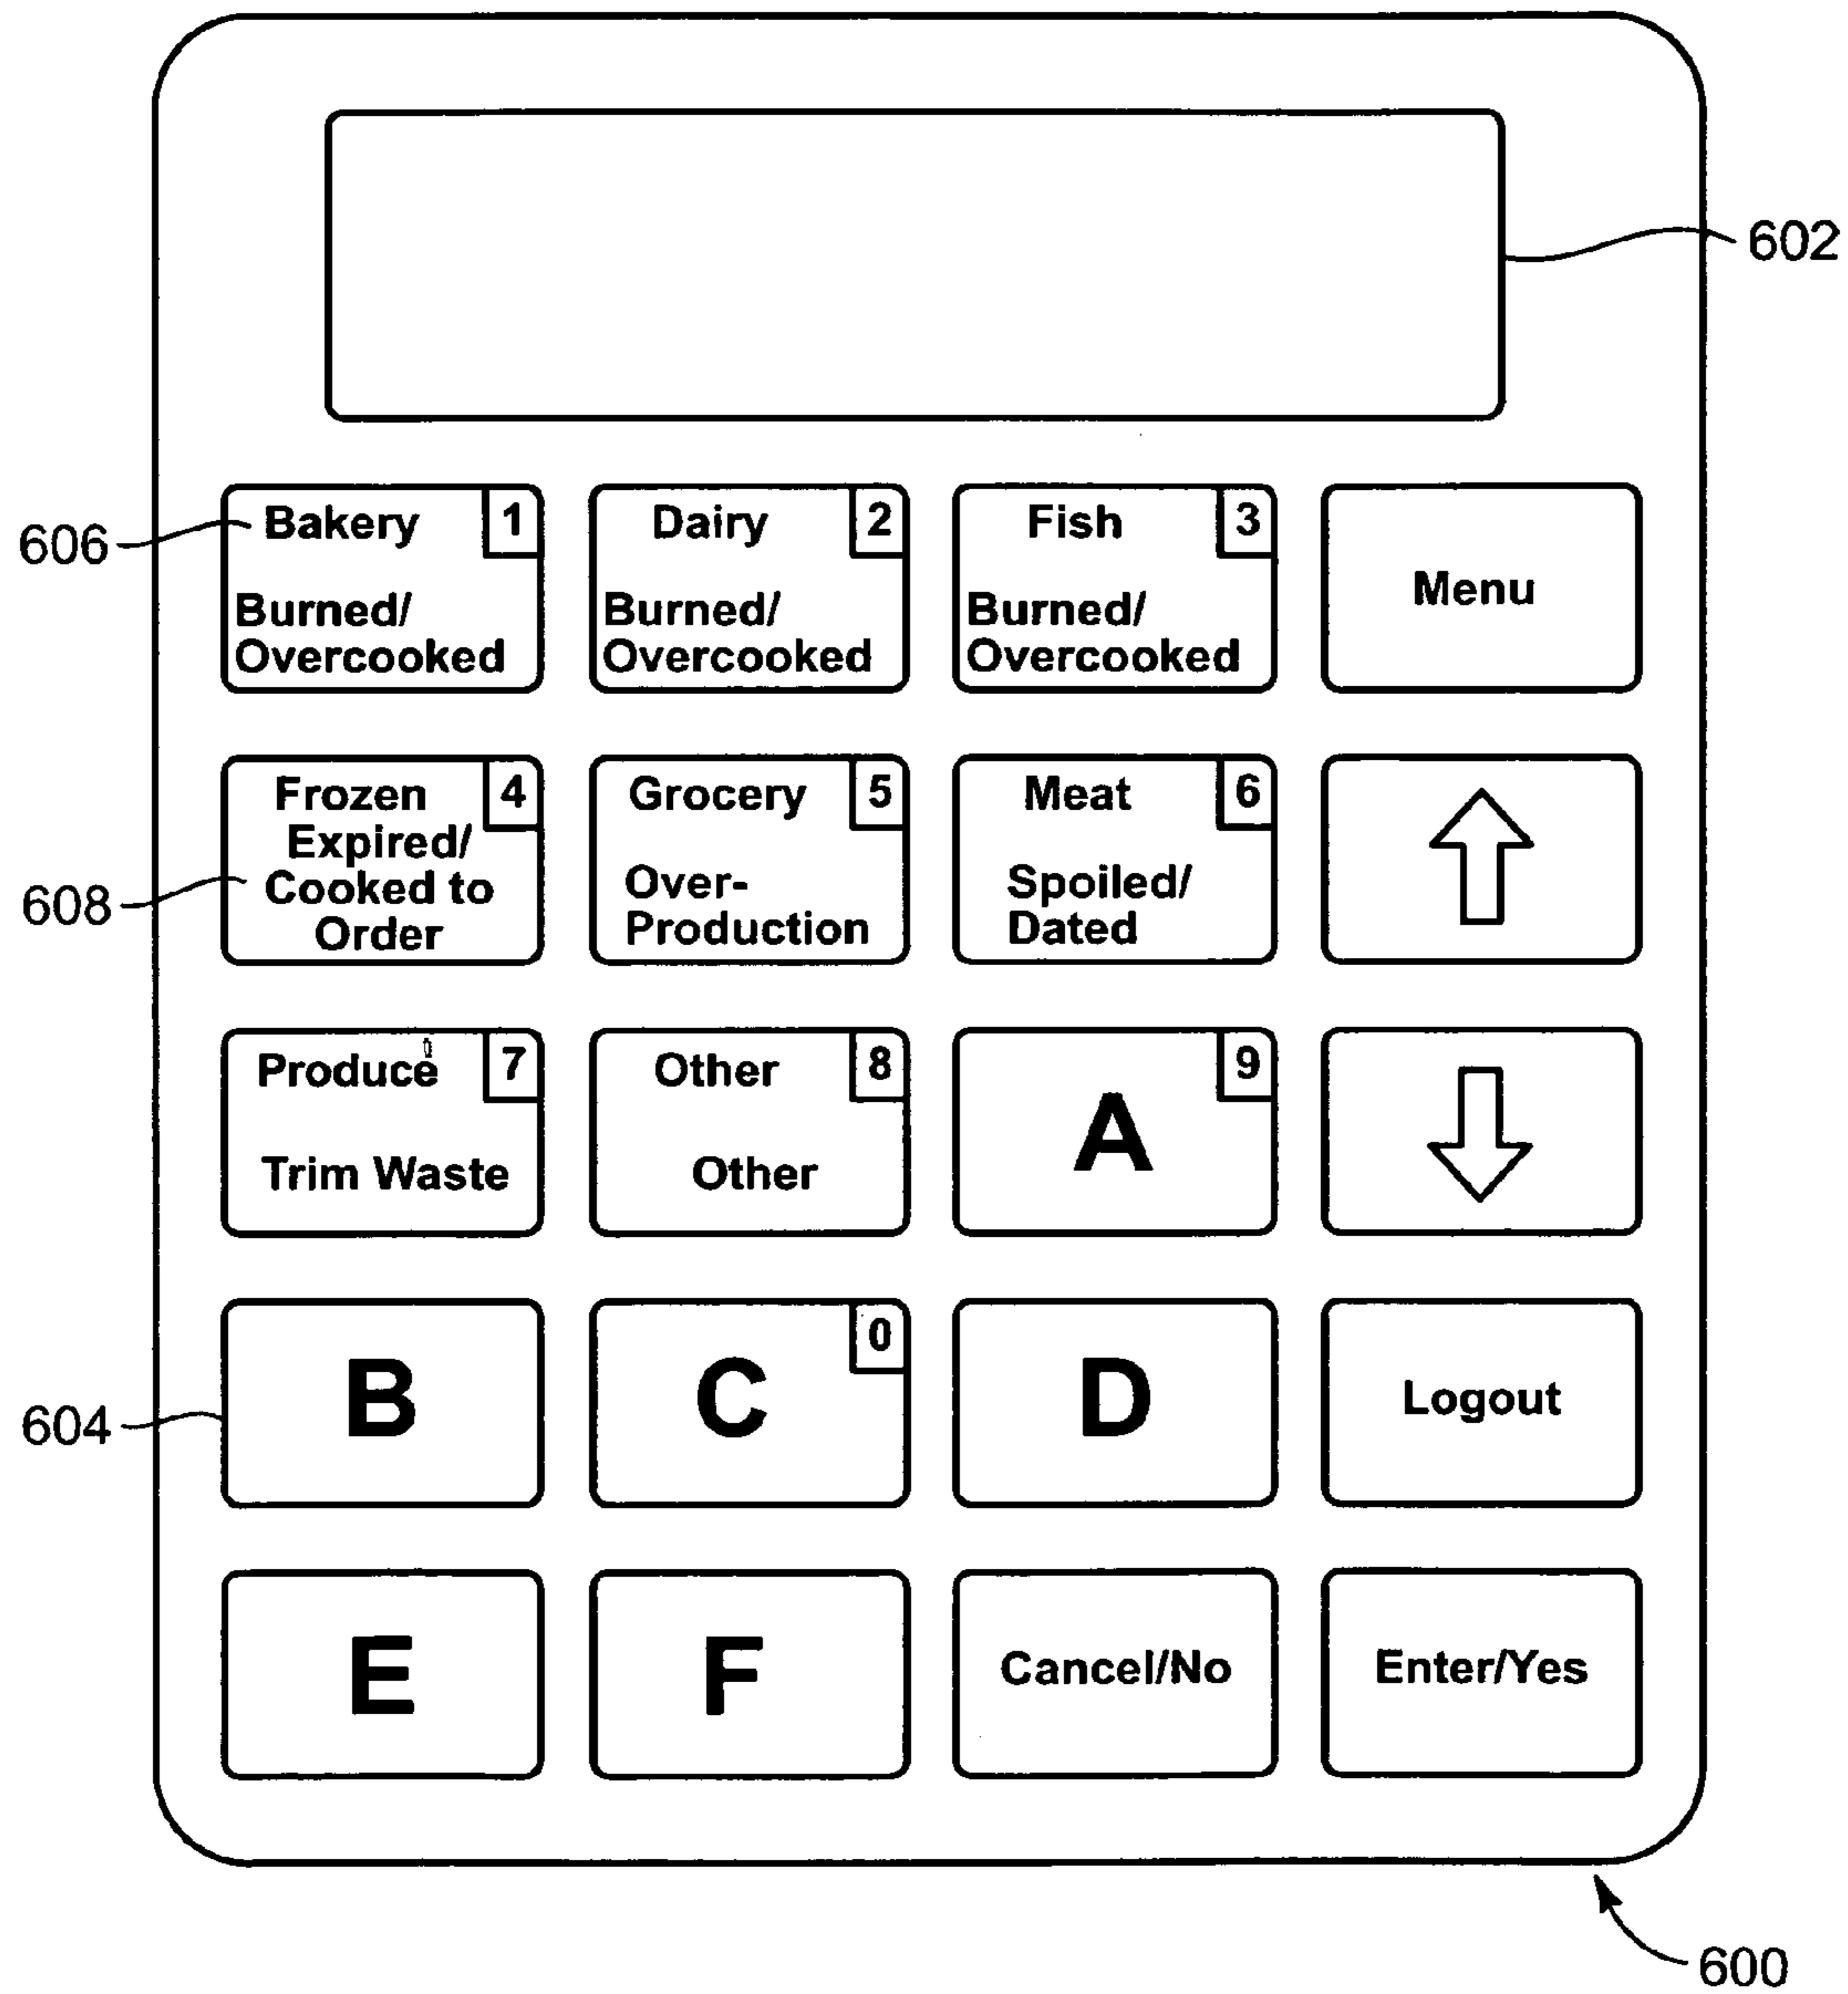 602
606
Bakery 1
Burned/
Overcooked
Dairy 2
Burned/
Overcooked
Fish 3
Burned/
Overcooked
Menu
608
Frozen 4
Expired/
Cooked to
Order
Grocery 5
Over-
Production
Meat 6
Spoiled/
Dated
Produce 7
Trim Waste
Other 8
Other
A 9
604
B
C 0
D
Logout
E
F
Cancel/No
Enter/Yes
600